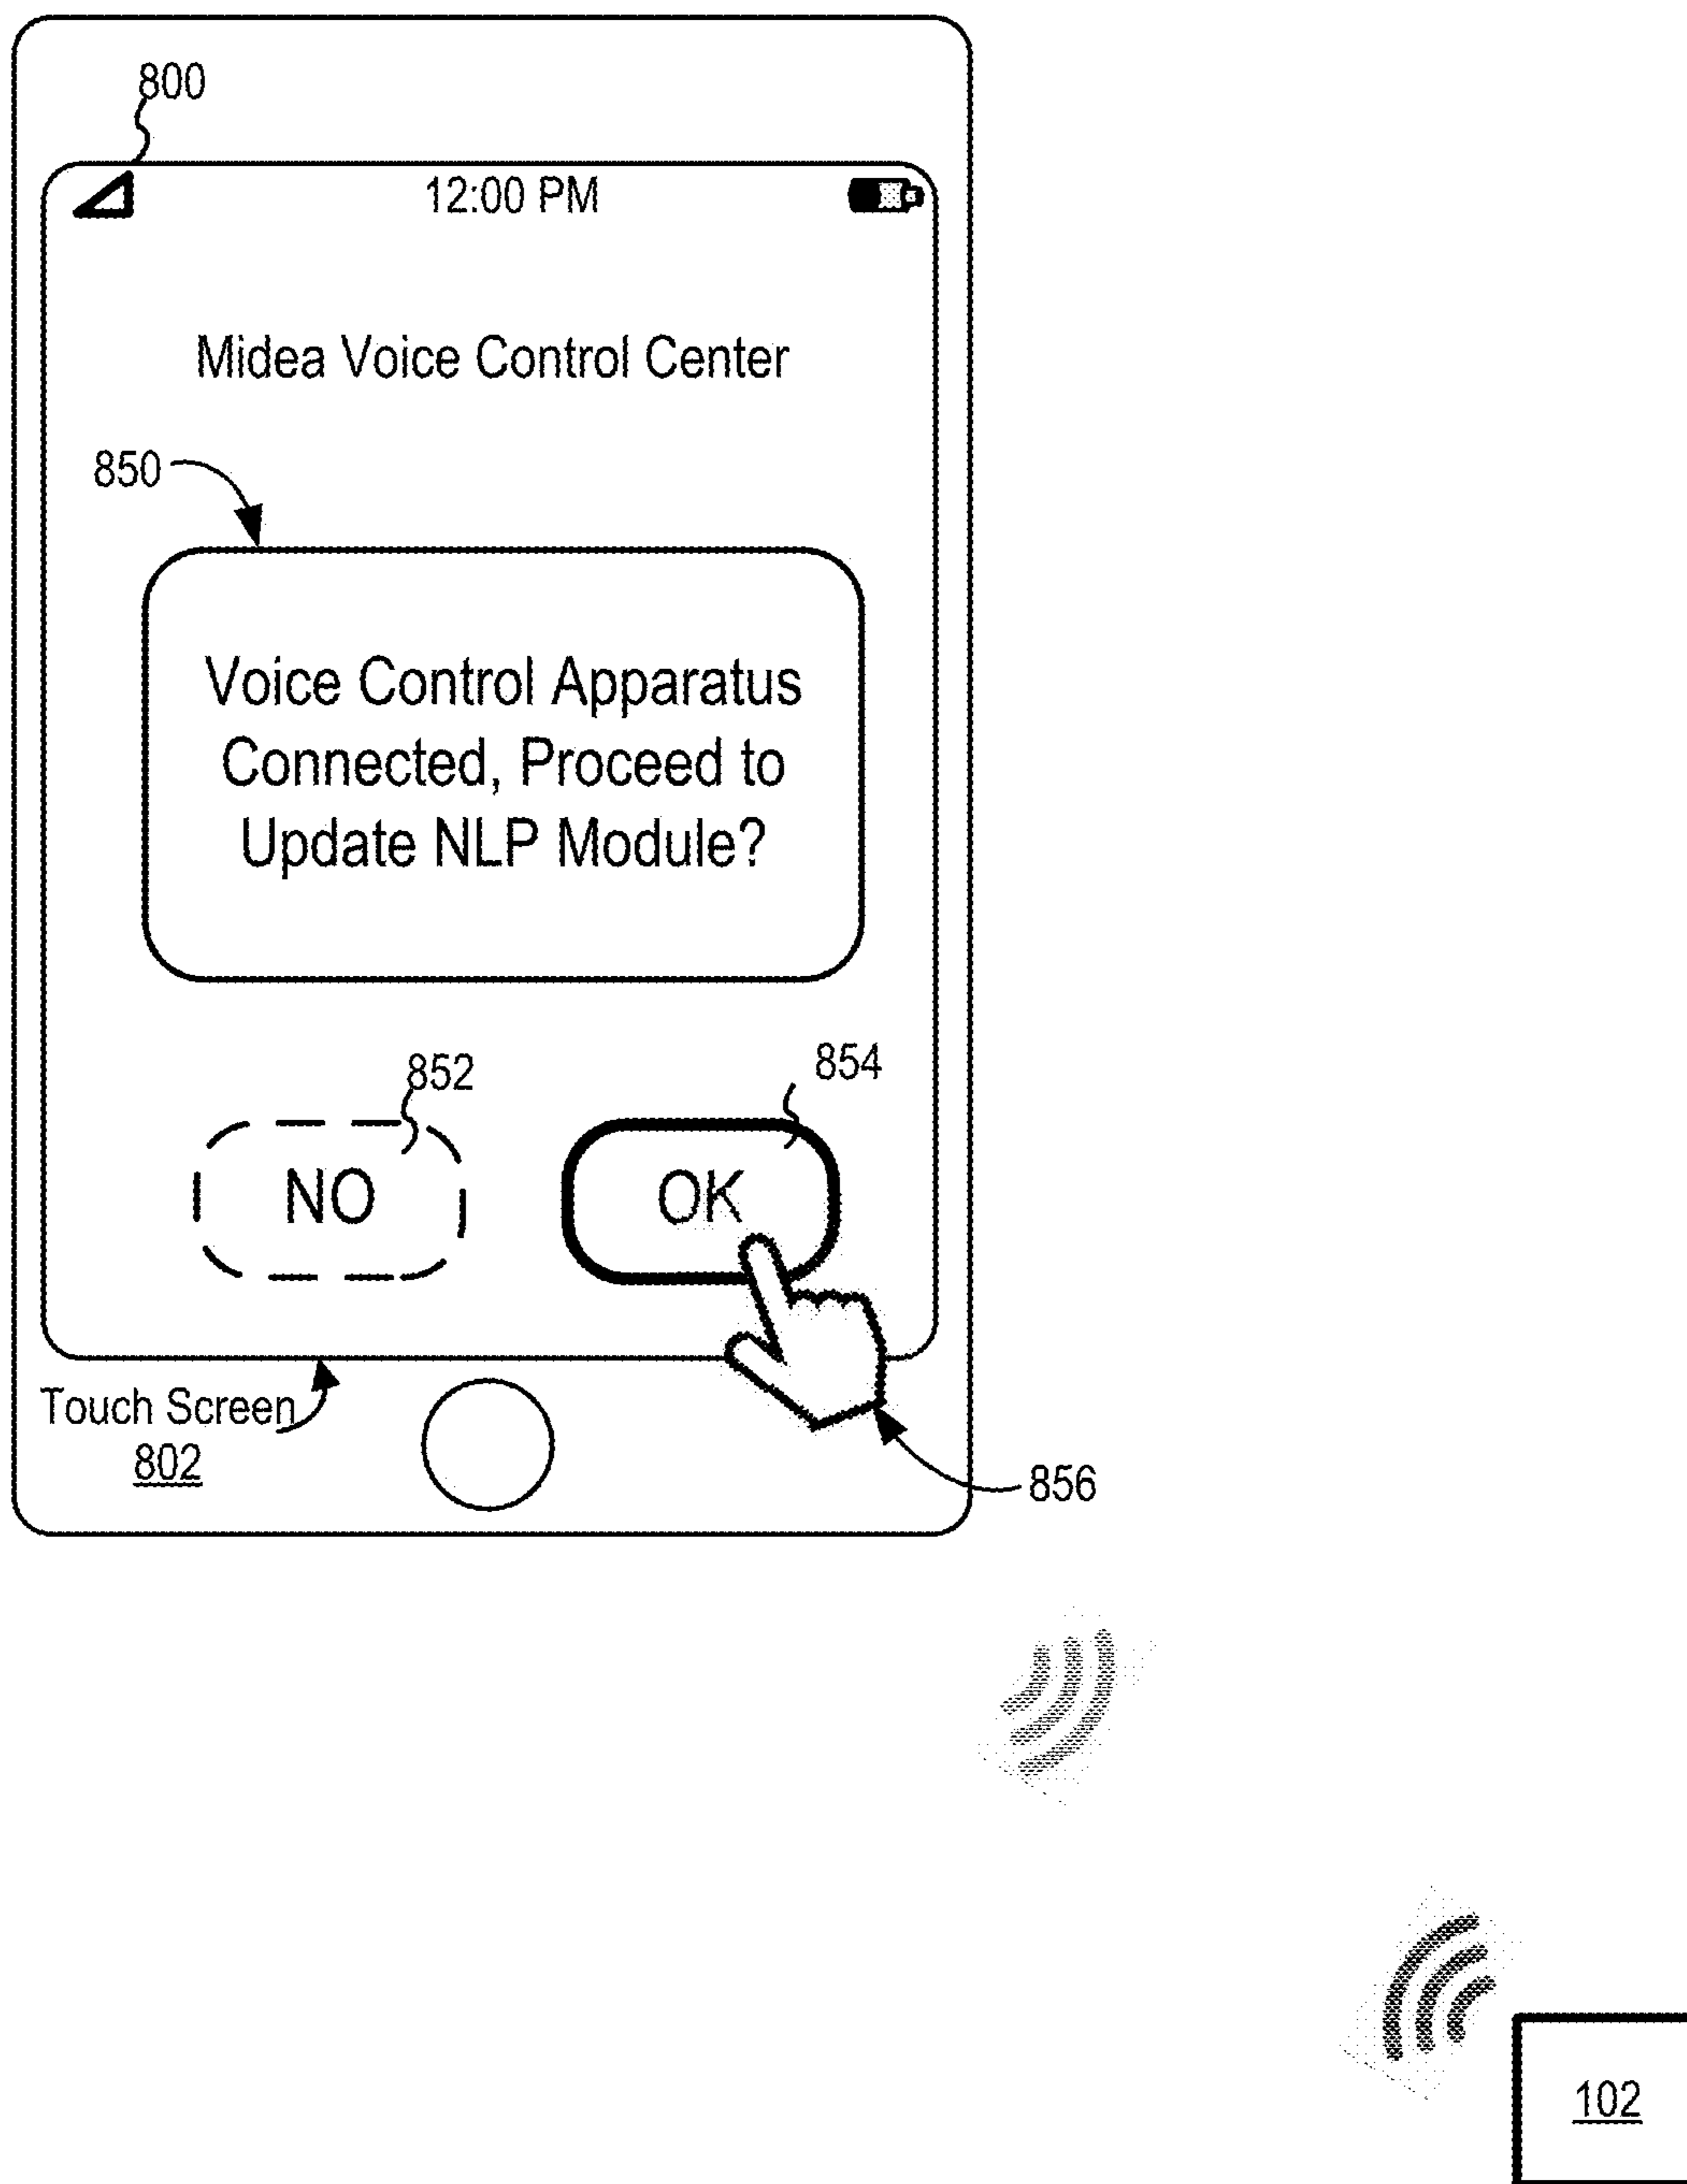 800
12:00 PM
Midea Voice Control Center
850
Voice Control Apparatus
Connected, Proceed to
Update NLP Module?
852
854
NO
OK
Touch Screen
802
856
102